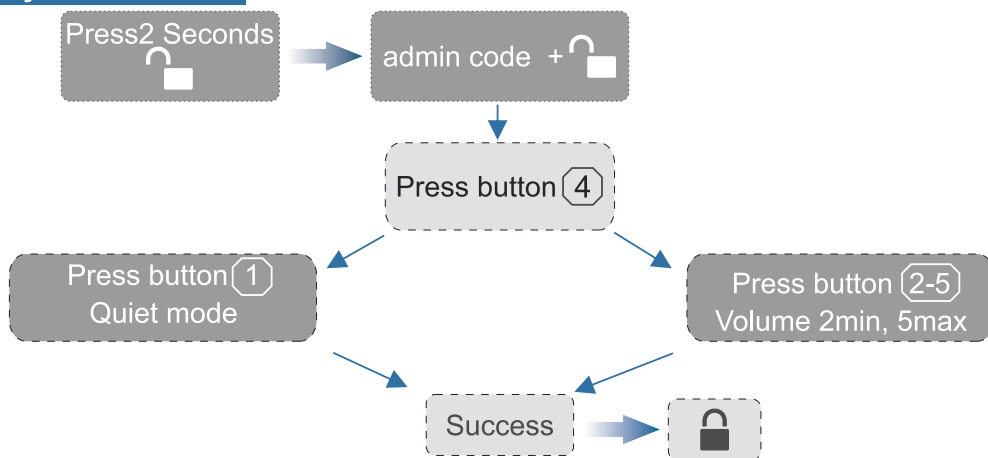 Press2 Seconds
admin code +
Press button 4
Press button 1
Quiet mode
Press button 2-5
Volume 2min, 5max
Success